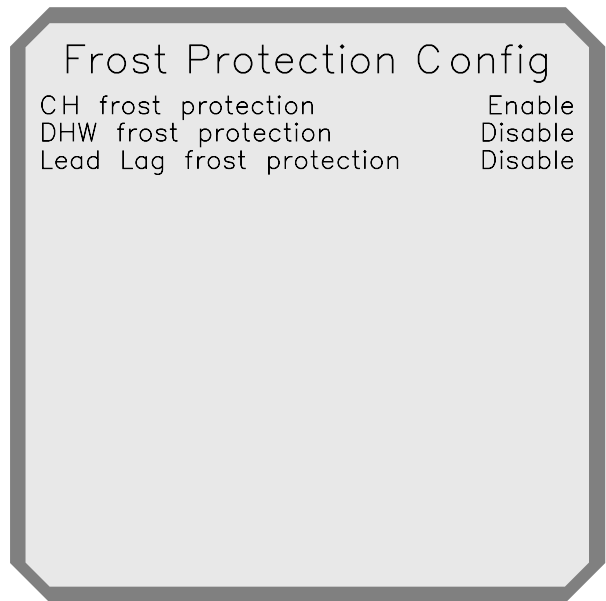 Frost Protection Config
CH frost protection Enable
DHW frost protection Disable
Lead Lag frost protection Disable